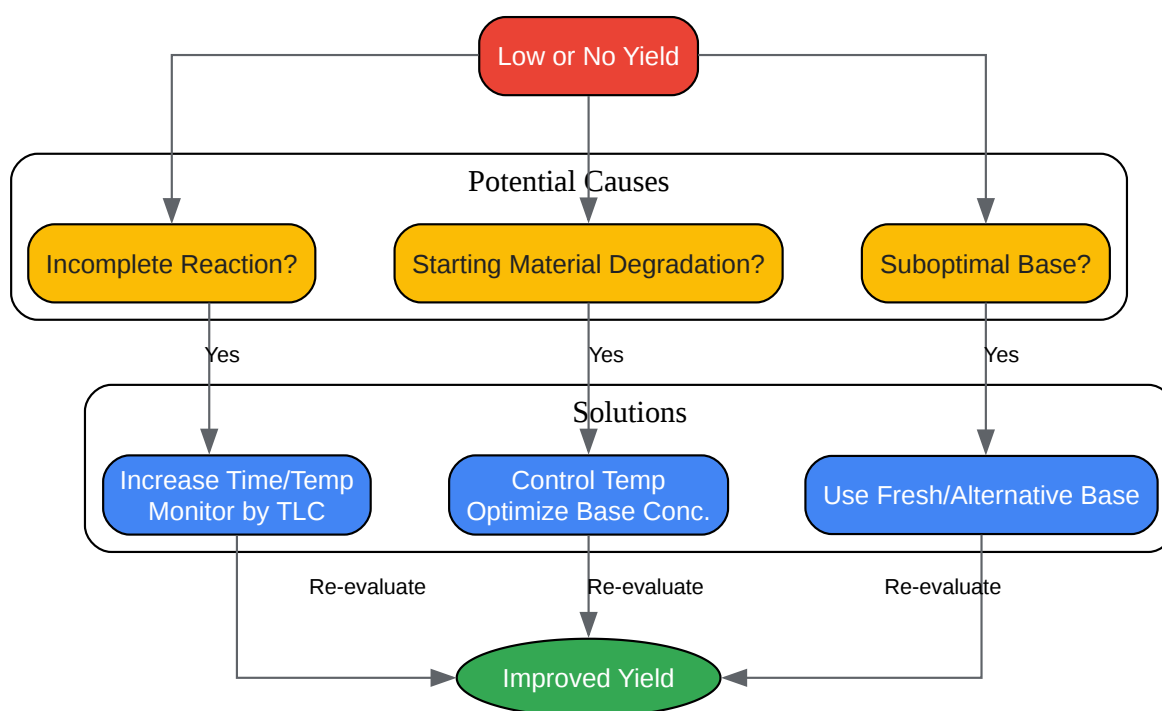 Low or No Yield
Potential Causes
Incomplete Reaction?
Starting Material Degradation?
Suboptimal Base?
Yes
Yes
Yes
Solutions
Increase Time/Temp
Monitor by TLC
Control Temp
Optimize Base Conc.
Use Fresh/Alternative Base
Re-evaluate
Re-evaluate
Re-evaluate
Improved Yield